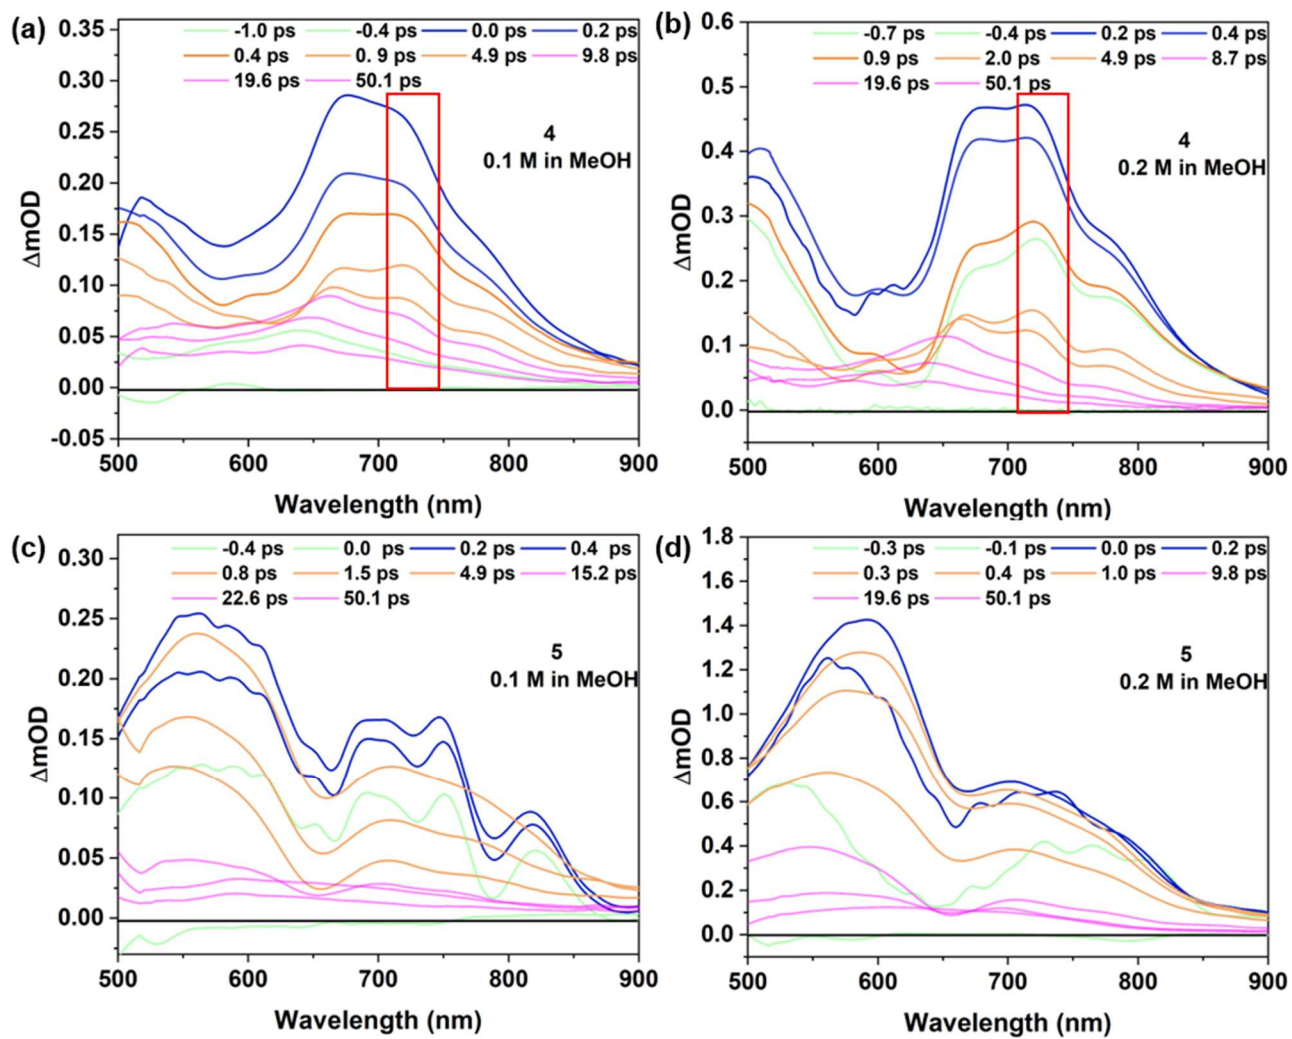 (a)
-1.0 ps -0.4 ps 0.0 ps 0.2 ps
0.4 ps 0. 9 ps 4.9 ps 9.8 ps
19.6 ps 50.1 ps
4
0.1 M in MeOH
0.35
0.30
0.25
0.20
0.15
0.10
0.05
0.00
-0.05
ΔmOD
500 600 700 800 900
Wavelength (nm)
(b)
-0.7 ps -0.4 ps 0.2 ps 0.4 ps
0.9 ps 2.0 ps 4.9 ps 8.7 ps
19.6 ps 50.1 ps
4
0.2 M in MeOH
0.6
0.5
0.4
0.3
0.2
0.1
0.0
ΔmOD
500 600 700 800 900
Wavelength (nm)
(c)
-0.4 ps 0.0 ps 0.2 ps 0.4 ps
0.8 ps 1.5 ps 4.9 ps 15.2 ps
22.6 ps 50.1 ps
5
0.1 M in MeOH
0.30
0.25
0.20
0.15
0.10
0.05
0.00
ΔmOD
500 600 700 800 900
Wavelength (nm)
(d)
-0.3 ps -0.1 ps 0.0 ps 0.2 ps
0.3 ps 0.4 ps 1.0 ps 9.8 ps
19.6 ps 50.1 ps
5
0.2 M in MeOH
1.8
1.6
1.4
1.2
1.0
0.8
0.6
0.4
0.2
0.0
ΔmOD
500 600 700 800 900
Wavelength (nm)